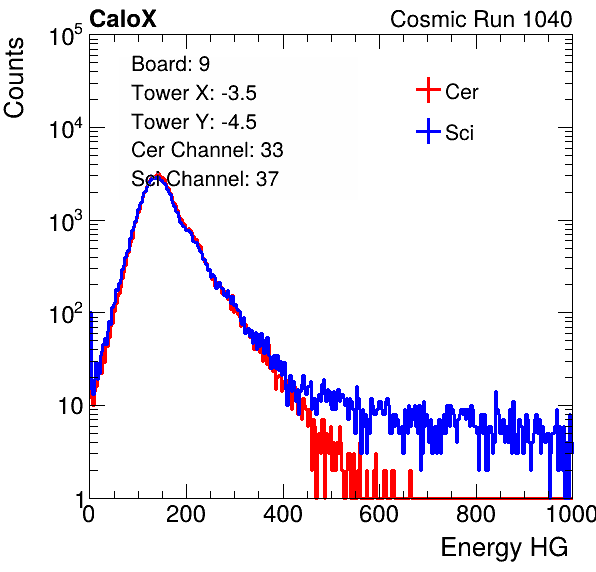 CaloX Cosmic Run 1040
Counts
10^5
10^4
10^3
10^2
10
1
Board: 9
Tower X: -3.5
Tower Y: -4.5
Cer Channel: 33
Sci Channel: 37
Cer
Sci
0 200 400 600 800 1000
Energy HG